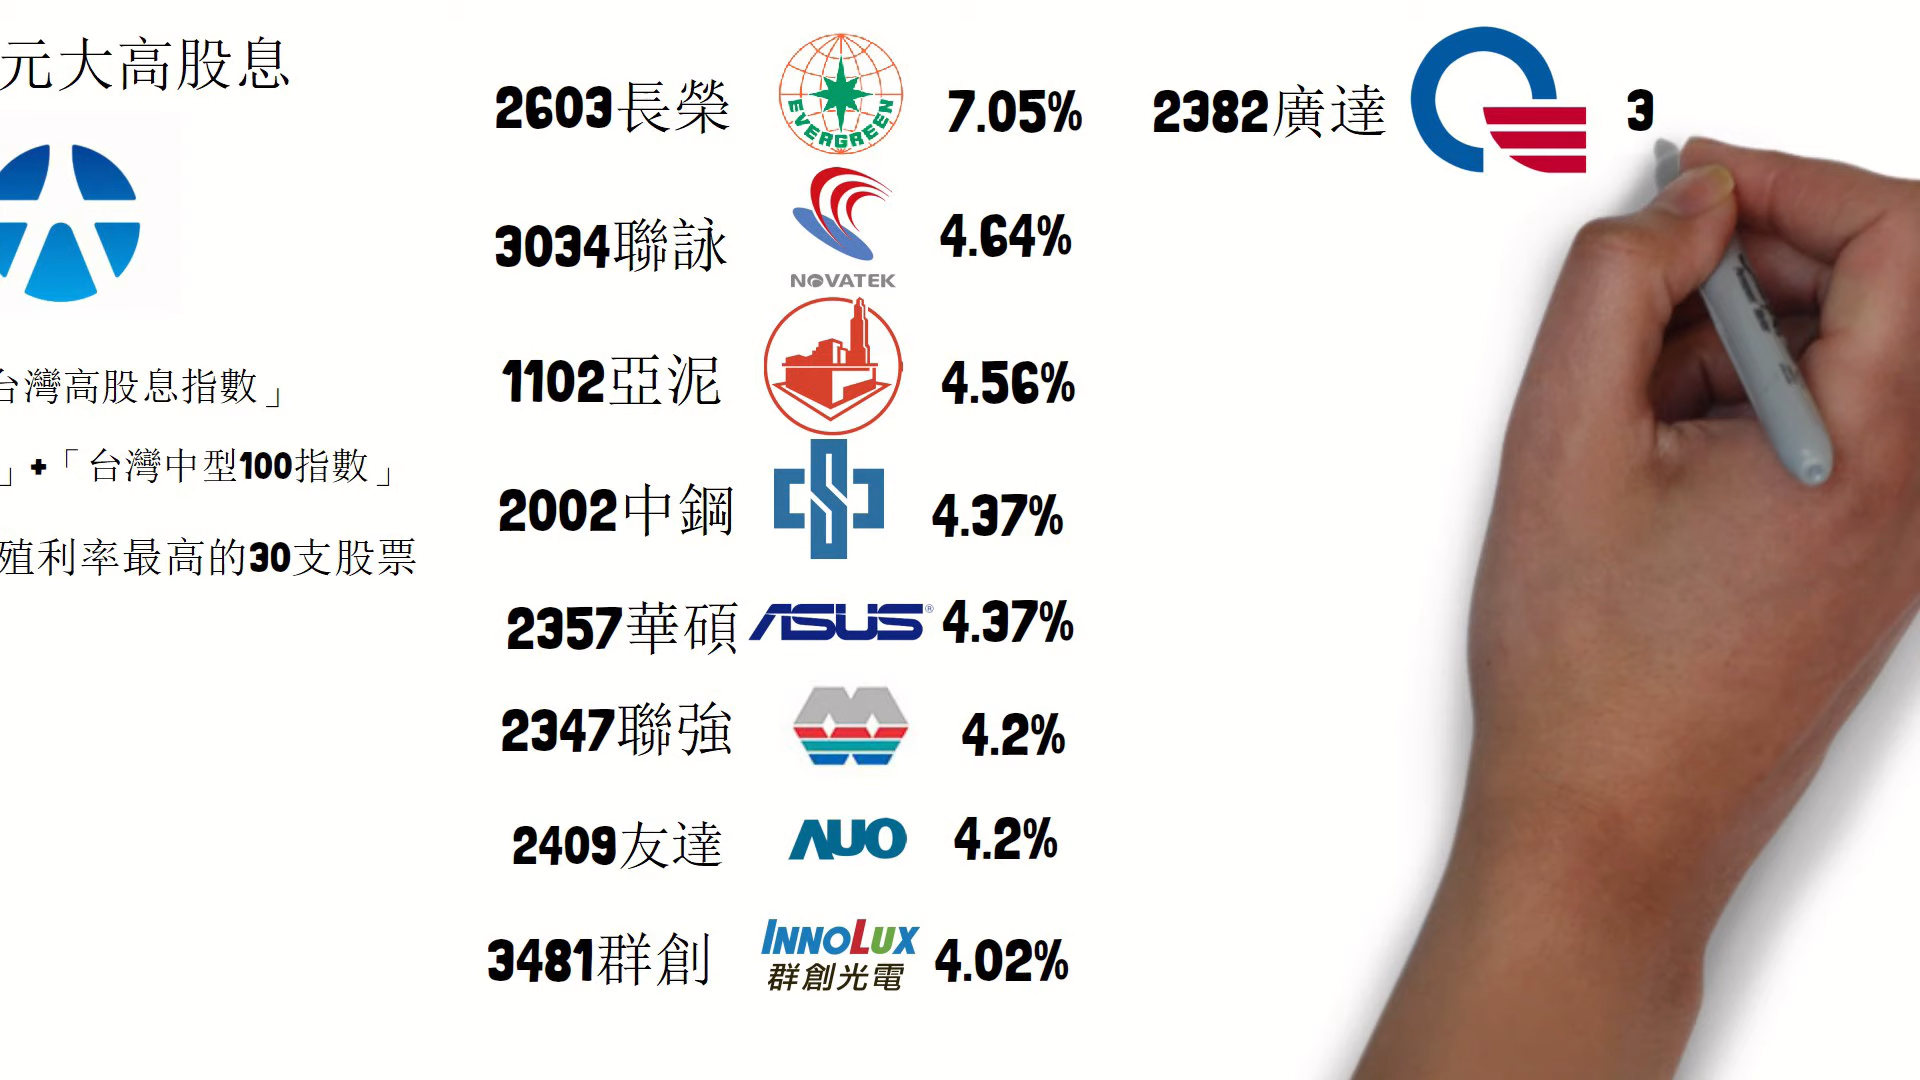 元大高股息
台灣高股息指數」
」+「台灣中型100指數」
殖利率最高的30支股票
2603長榮 EVERGREEN 7.05%
3034聯詠 NOVATEK 4.64%
1102亞泥 4.56%
2002中鋼 4.37%
2357華碩 ASUS® 4.37%
2347聯強 4.2%
2409友達 AUO 4.2%
3481群創 INNOLUX 群創光電 4.02%
2382廣達 3